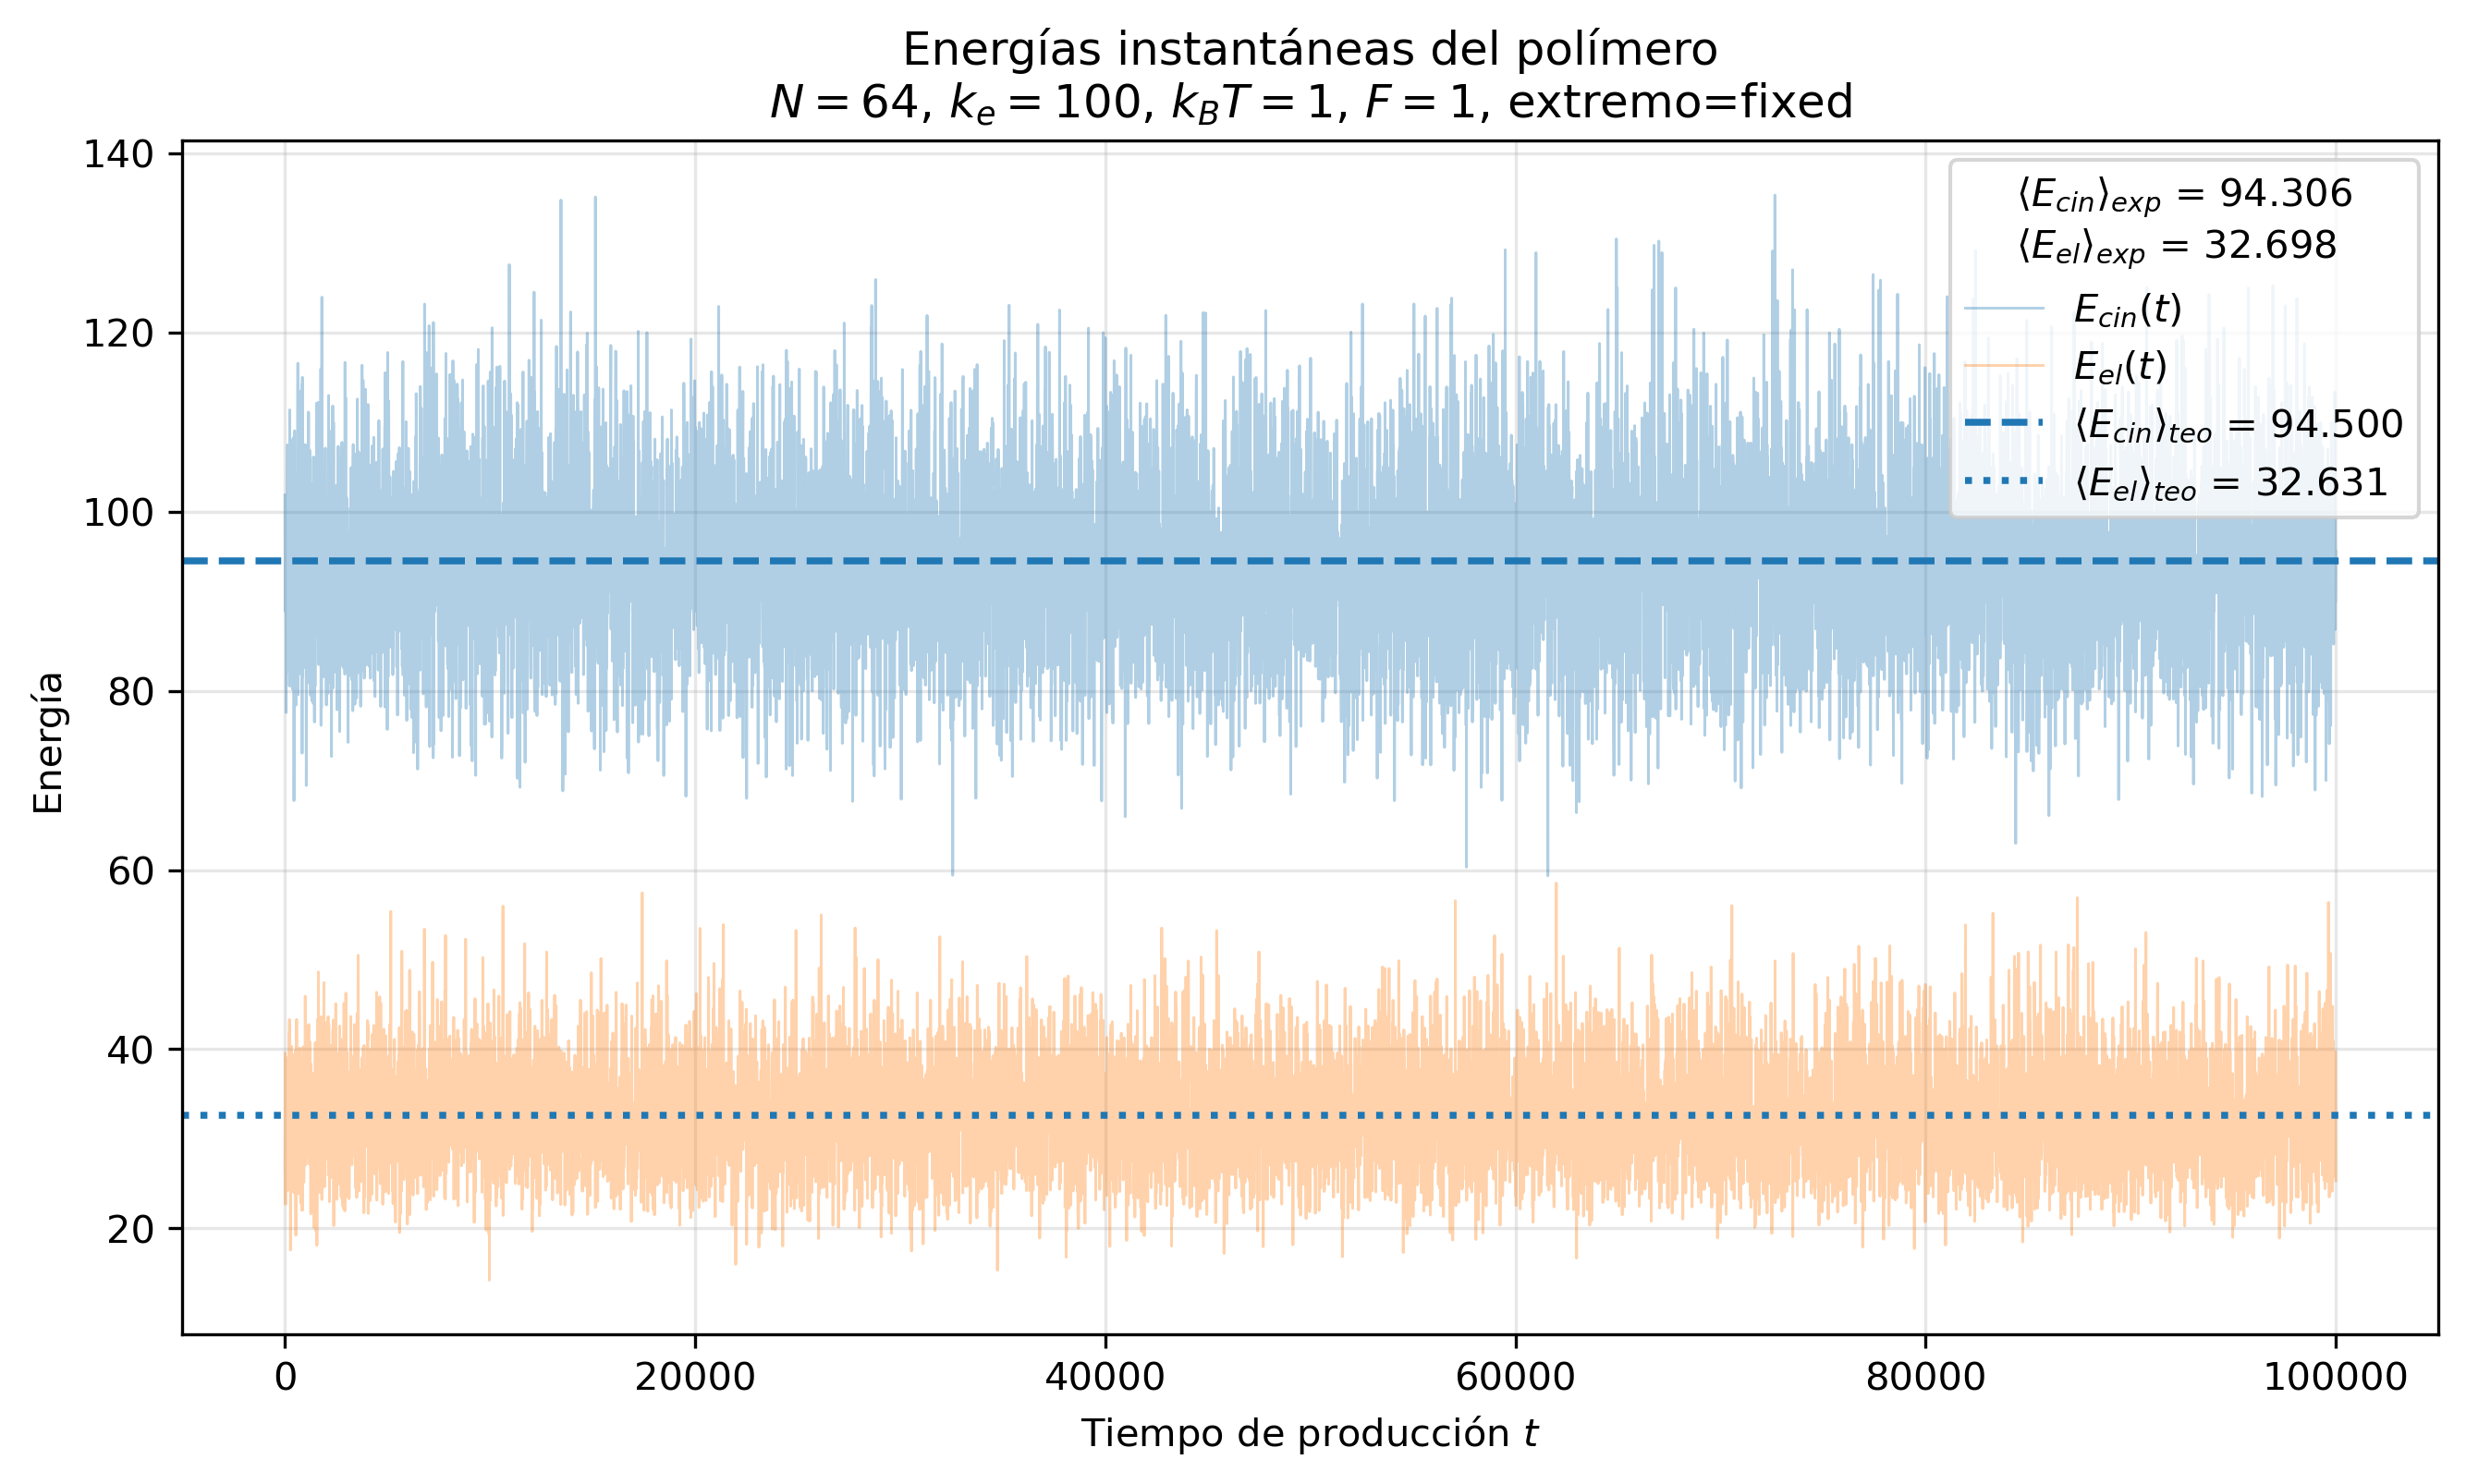 Energías instantáneas del polímero
N = 64, k_e = 100, k_BT = 1, F = 1, extremo=fixed
140
120
100
80
60
40
20
Energía
⟨E_cin⟩_exp = 94.306
⟨E_el⟩_exp = 32.698
E_cin(t)
E_el(t)
⟨E_cin⟩_teo = 94.500
⟨E_el⟩_teo = 32.631
0 20000 40000 60000 80000 100000
Tiempo de producción t